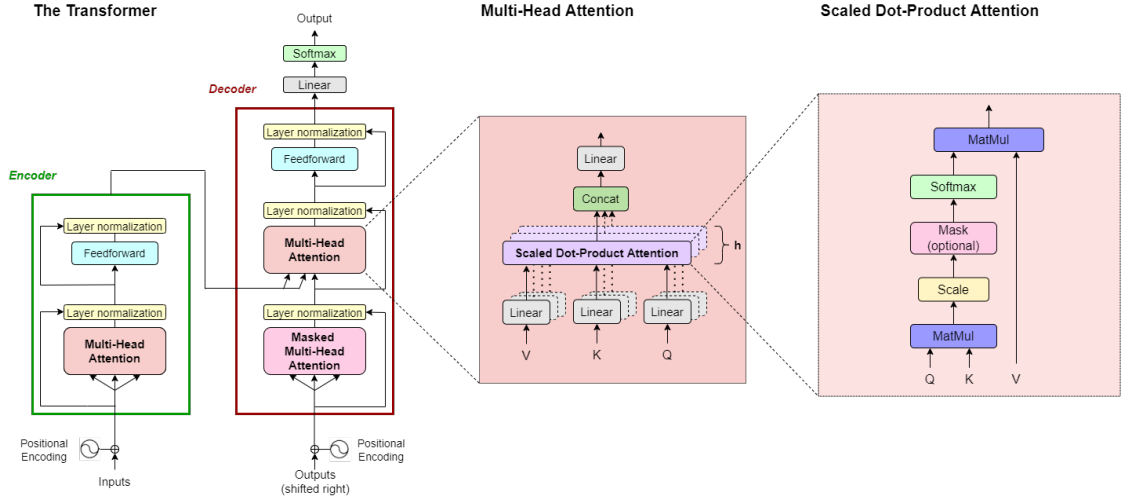 The Transformer
Output
Softmax
Linear
Decoder
Layer normalization
Feedforward
Layer normalization
Multi-Head
Attention
Layer normalization
Masked
Multi-Head
Attention
Positional
Encoding
Outputs
(shifted right)
Encoder
Layer normalization
Feedforward
Layer normalization
Multi-Head
Attention
Positional
Encoding
Inputs
Multi-Head Attention
Linear
Concat
Scaled Dot-Product Attention
h
Linear Linear Linear
V K Q
Scaled Dot-Product Attention
MatMul
Softmax
Mask
(optional)
Scale
MatMul
Q K V